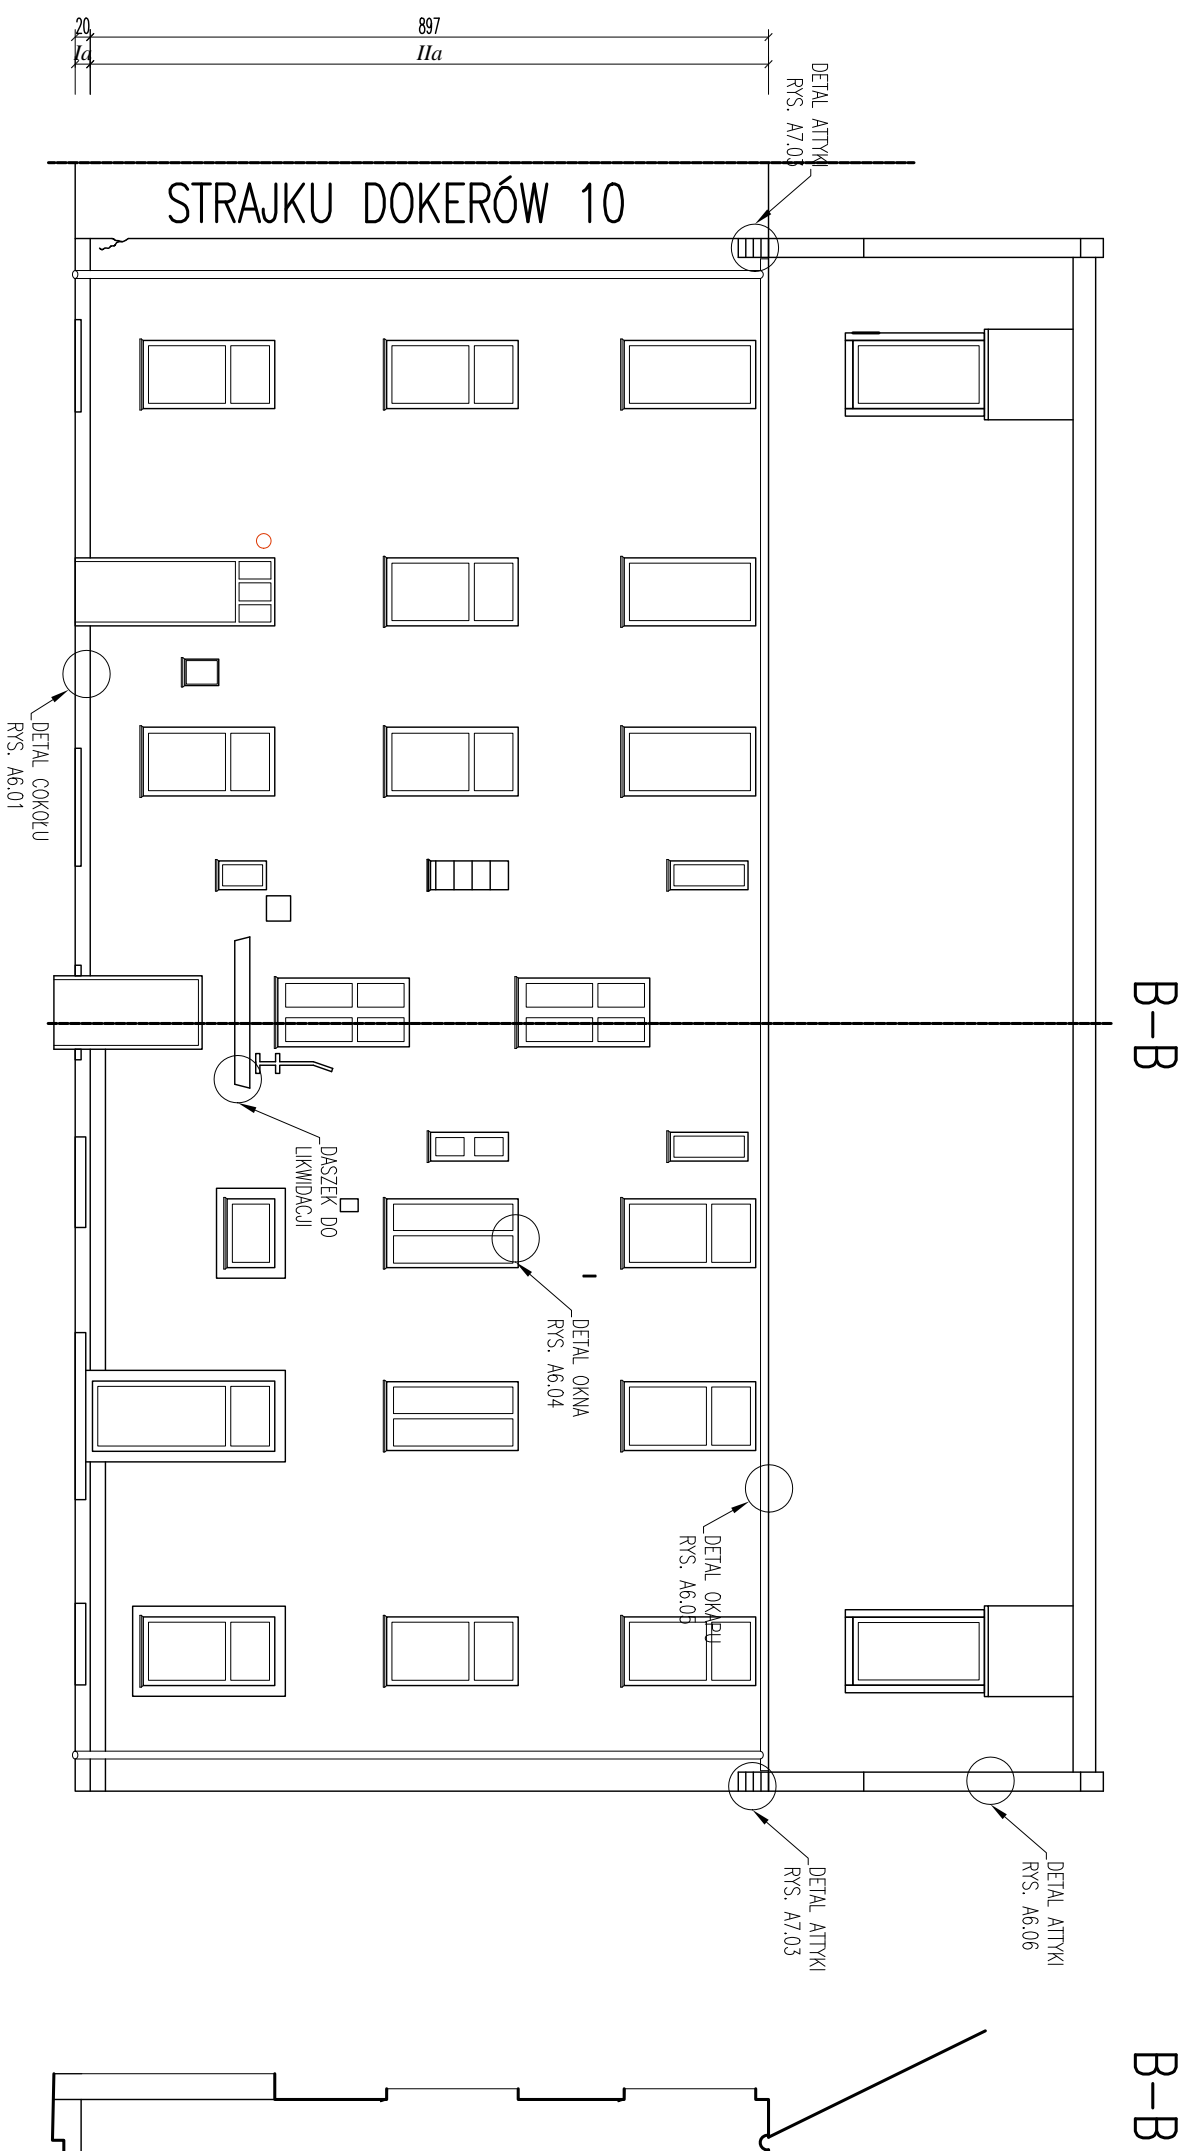 20
897
Ia
IIa
DETAL ATTYKI
RYS. A7.03
STRAJKU DOKERÓW 10
B-B
DETAL COKOŁU
RYS. A6.01
DASZEK DO
LIKWIDACJI
DETAL OKNA
RYS. A6.04
DETAL OKAPU
RYS. A6.05
DETAL ATTYKI
RYS. A7.03
DETAL ATTYKI
RYS. A6.06
B-B